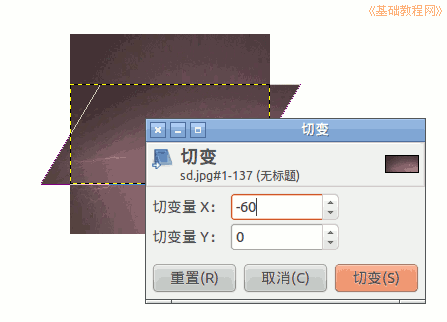 《基础教程网》
切变
切变
sd.jpg#1-137 (无标题)
切变量 X： -60
切变量 Y： 0
重置(R) 取消(C) 切变(S)